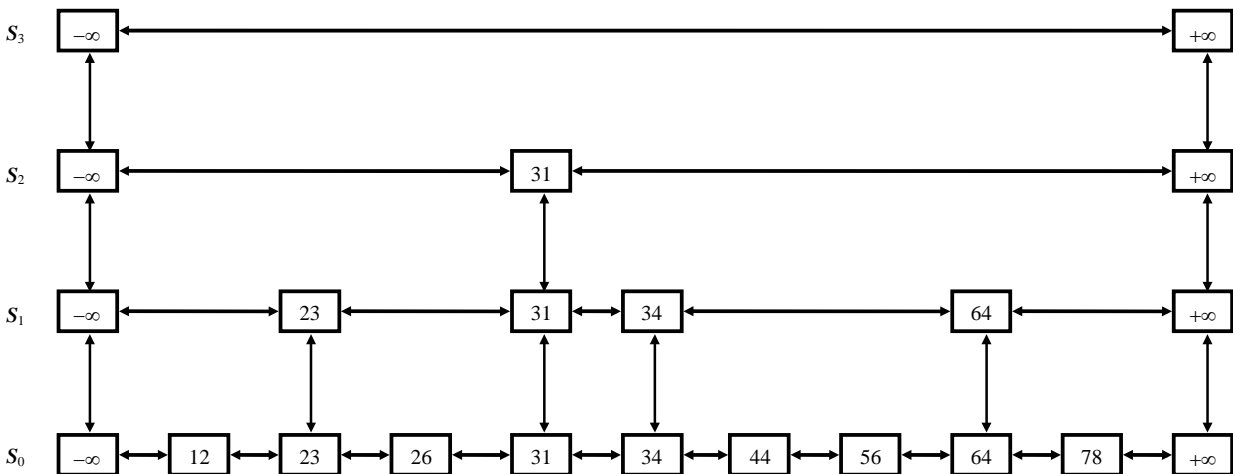 S₃ −∞ +∞
S₂ −∞ 31 +∞
S₁ −∞ 23 31 34 64 +∞
S₀ −∞ 12 23 26 31 34 44 56 64 78 +∞